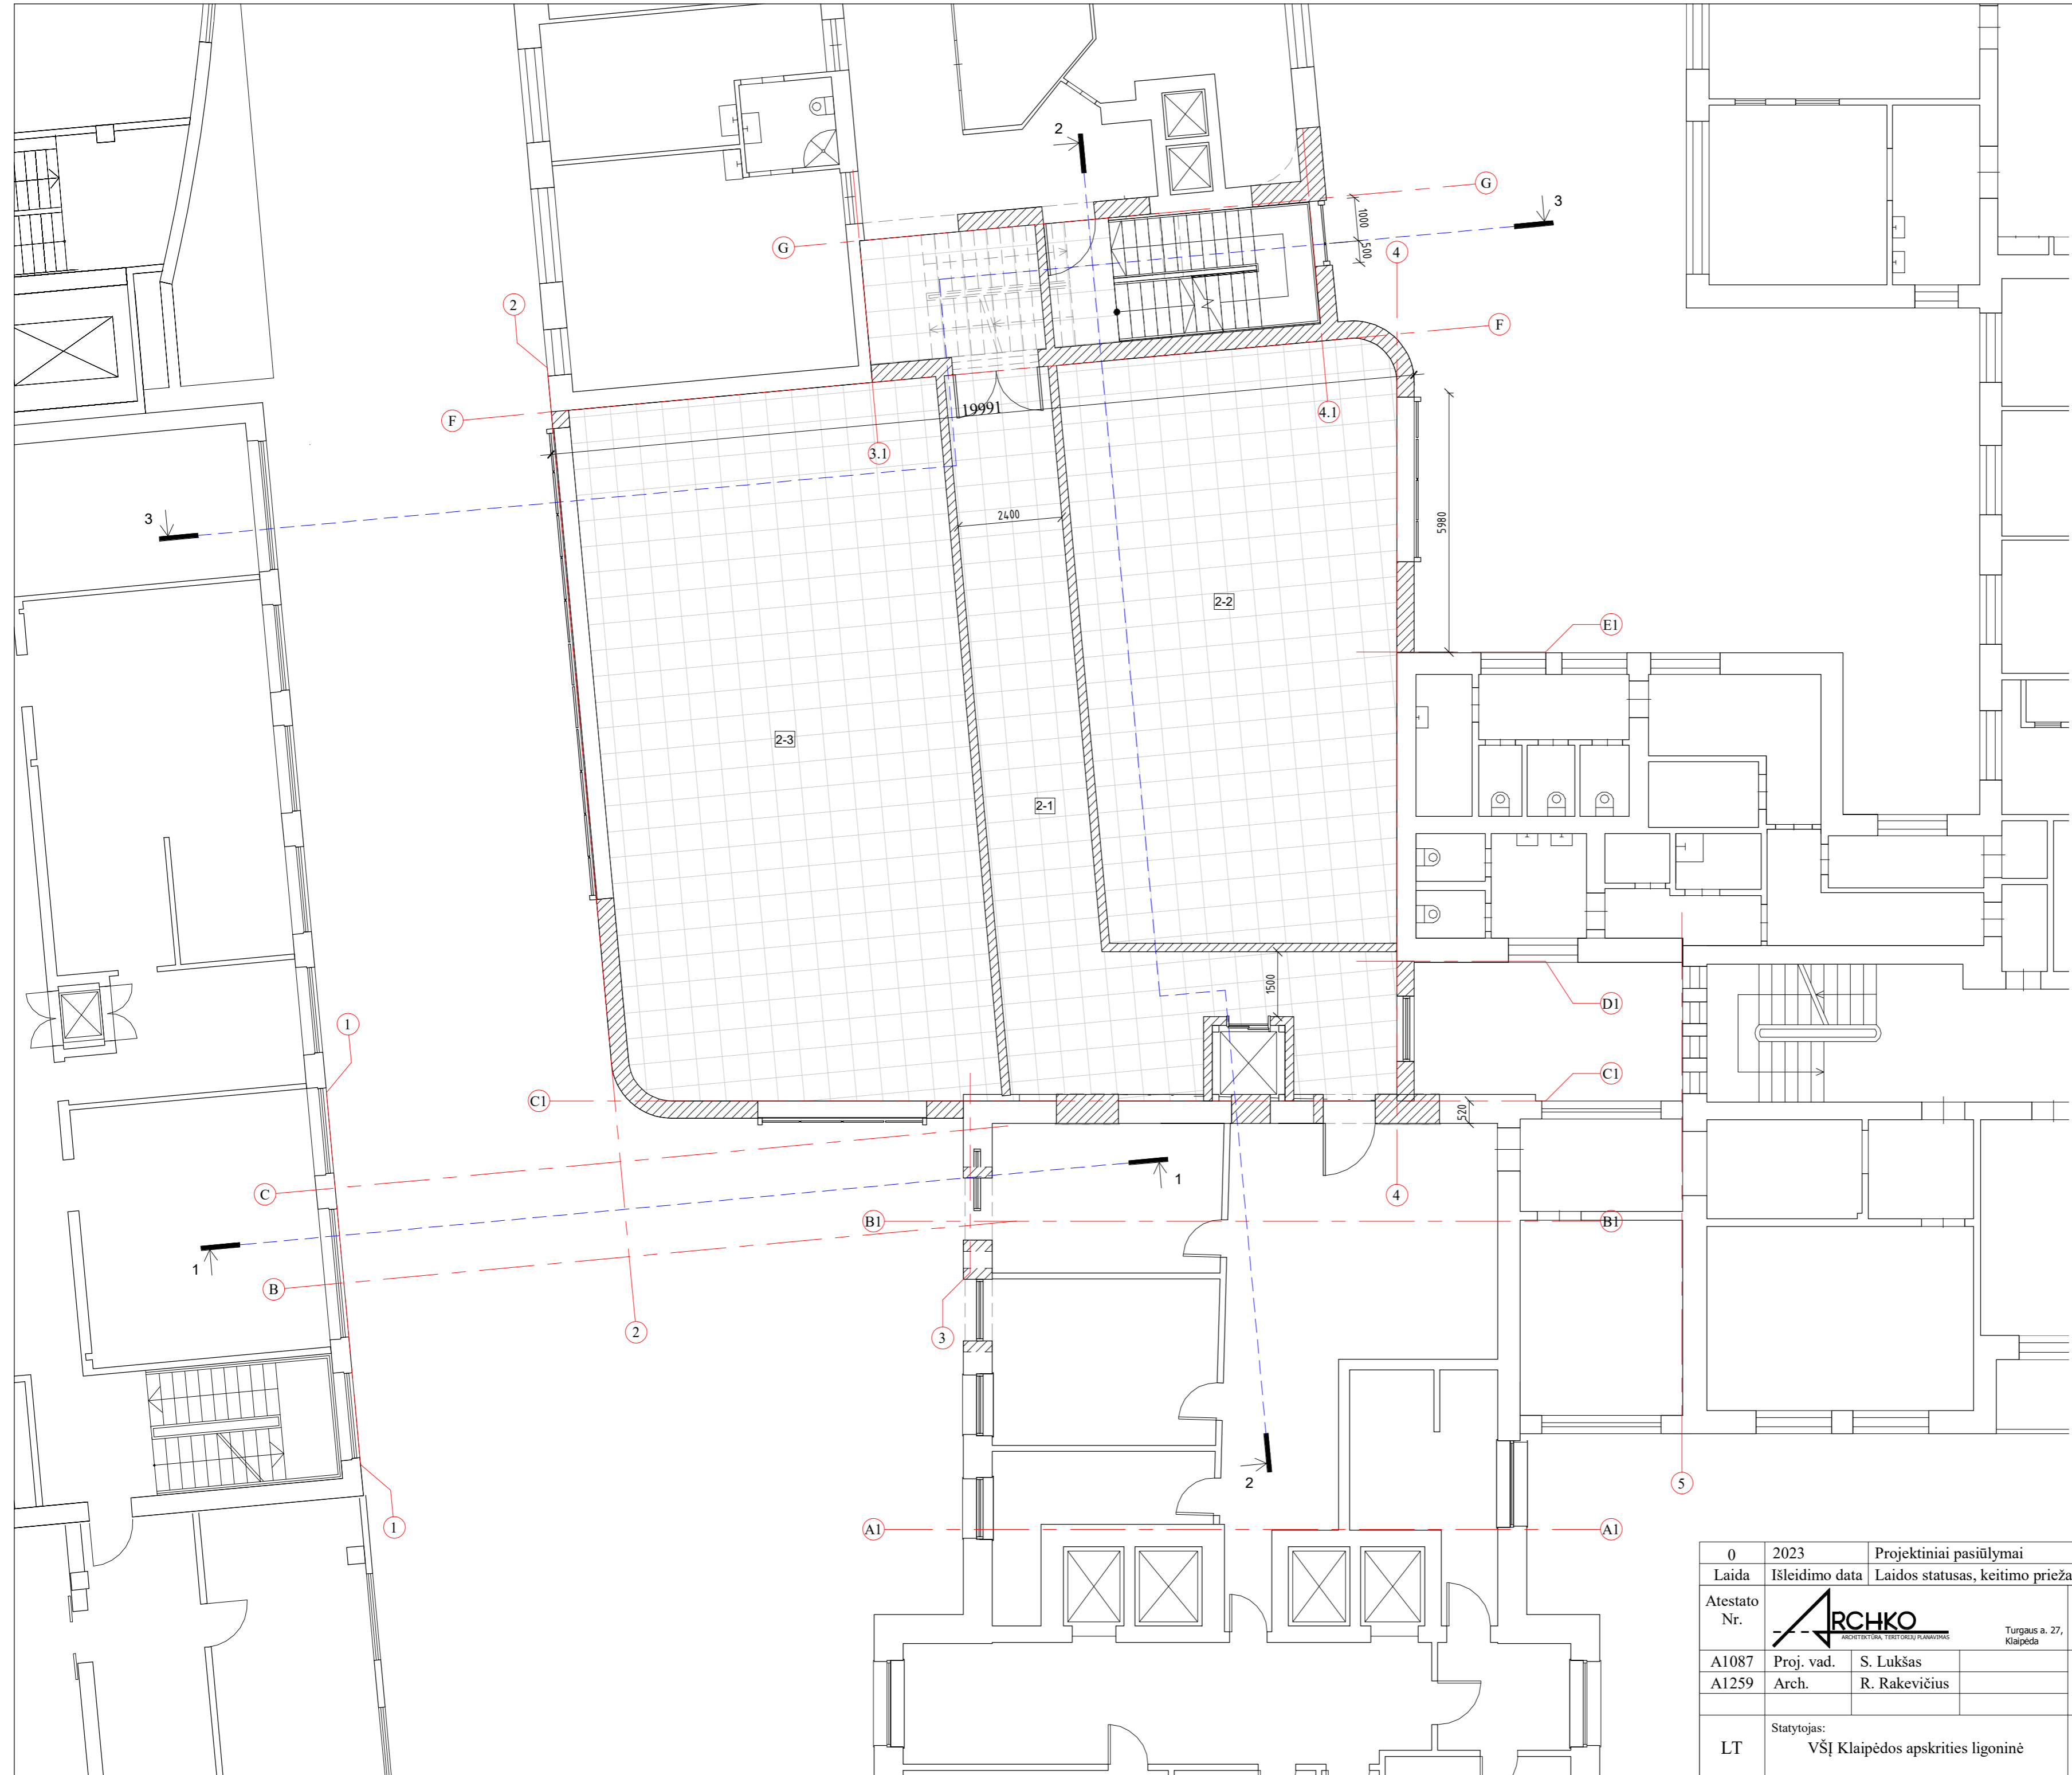 2
G
3
1000
G
500
4
2
F
F
19991
4.1
3.1
3
2400
5980
2-2
E1
2-3
2-1
1500
D1
1
C1
C1
520
1
C
4
B1
B1
1
B
2
3
2
5
1
A1
A1
0 2023 Projektiniai pasiūlymai
Laida Išleidimo data Laidos statusas, keitimo
Atestato
Nr.
ARCHKO
ARCHITEKTŪRA, TERITORIJŲ PLANAVIMAS
Turgaus a. 27,
Klaipėda
A1087 Proj. vad. S. Lukšas
A1259 Arch. R. Rakevičius
Statytojas:
LT VŠĮ Klaipėdos apskrities ligoninė